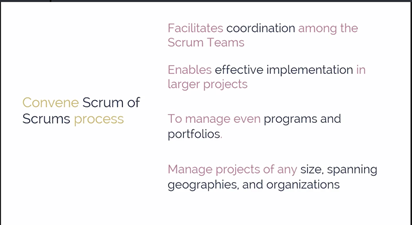 Convene Scrum of
Scrums process
Facilitates coordination among the
Scrum Teams
Enables effective implementation in
larger projects
To manage even programs and
portfolios.
Manage projects of any size, spanning
geographies, and organizations